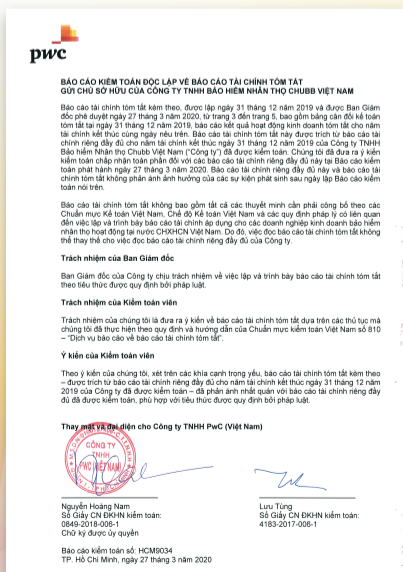 pwc
BÁO CÁO KIỂM TOÁN ĐỘC LẬP VỀ BÁO CÁO TÀI CHÍNH TÓM TẮT
GỬI CHỦ SỞ HỮU CỦA CÔNG TY TNHH BẢO HIỂM NHÂN THỌ CHUBB VIỆT NAM
Báo cáo tài chính tóm tắt kèm theo, được lập ngày 31 tháng 12 năm 2019 và được Ban Giám
đốc phê duyệt ngày 27 tháng 3 năm 2020, từ trang 3 đến trang 5, bao gồm bảng cân đối kế toán
tóm tắt tại ngày 31 tháng 12 năm 2019, báo cáo kết quả hoạt động kinh doanh tóm tắt cho năm
tài chính kết thúc cùng ngày nêu trên. Báo cáo tài chính tóm tắt này được trích từ báo cáo tài
chính riêng đầy đủ cho năm tài chính kết thúc ngày 31 tháng 12 năm 2019 của Công ty TNHH
Bảo hiểm Nhân thọ Chubb Việt Nam ("Công ty") đã được kiểm toán. Chúng tôi đã đưa ra ý kiến
kiểm toán chấp nhận toàn phần đối với các báo cáo tài chính riêng đầy đủ này tại Báo cáo kiểm
toán phát hành ngày 27 tháng 3 năm 2020. Báo cáo tài chính riêng đầy đủ này và báo cáo tài
chính tóm tắt không phản ánh ảnh hưởng của các sự kiện phát sinh sau ngày lập Báo cáo kiểm
toán nói trên.
Báo cáo tài chính tóm tắt không bao gồm tất cả các thuyết minh cần phải công bố theo các
Chuẩn mực Kế toán Việt Nam, Chế độ Kế toán Việt Nam và các quy định pháp lý có liên quan
đến việc lập và trình bày báo cáo tài chính áp dụng cho các doanh nghiệp kinh doanh bảo hiểm
nhân thọ hoạt động tại nước CHXHCN Việt Nam. Do đó, việc đọc báo cáo tài chính tóm tắt không
thể thay thế cho việc đọc báo cáo tài chính riêng đầy đủ của Công ty.
Trách nhiệm của Ban Giám đốc
Ban Giám đốc của Công ty chịu trách nhiệm về việc lập và trình bày báo cáo tài chính tóm tắt
theo tiêu thức được quy định bởi pháp luật.
Trách nhiệm của Kiểm toán viên
Trách nhiệm của chúng tôi là đưa ra ý kiến về báo cáo tài chính tóm tắt dựa trên các thủ tục mà
chúng tôi đã thực hiện theo quy định và hướng dẫn của Chuẩn mực kiểm toán Việt Nam số 810
– "Dịch vụ báo cáo về báo cáo tài chính tóm tắt".
Ý kiến của Kiểm toán viên
Theo ý kiến của chúng tôi, xét trên các khía cạnh trọng yếu, báo cáo tài chính tóm tắt kèm theo
– được trích từ báo cáo tài chính riêng đầy đủ cho năm tài chính kết thúc ngày 31 tháng 12 năm
2019 của Công ty đã được kiểm toán – đã phản ánh nhất quán với báo cáo tài chính riêng đầy
đủ đã được kiểm toán, phù hợp với tiêu thức được quy định bởi pháp luật.
Thay mặt và đại diện cho Công ty TNHH PwC (Việt Nam)
CÔNG TY
TNHH
PWC (VIỆT NAM)
Nguyễn Hoàng Nam
Số Giấy CN ĐKHN kiểm toán:
0849-2018-006-1
Chữ ký được ủy quyền
Lưu Tùng
Số Giấy CN ĐKHN kiểm toán:
4183-2017-006-1
Báo cáo kiểm toán số: HCM9034
TP. Hồ Chí Minh, ngày 27 tháng 3 năm 2020